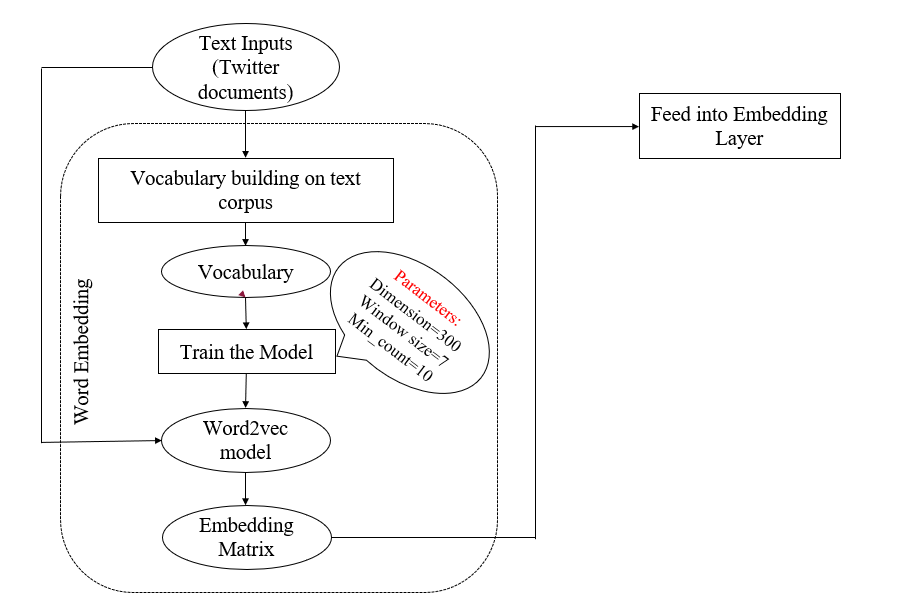 Text Inputs
(Twitter
documents)
Feed into Embedding
Layer
Vocabulary building on text
corpus
Vocabulary
Parameters:
Dimension=300
Window size=7
Min_count=10
Word Embedding
Train the Model
Word2vec
model
Embedding
Matrix